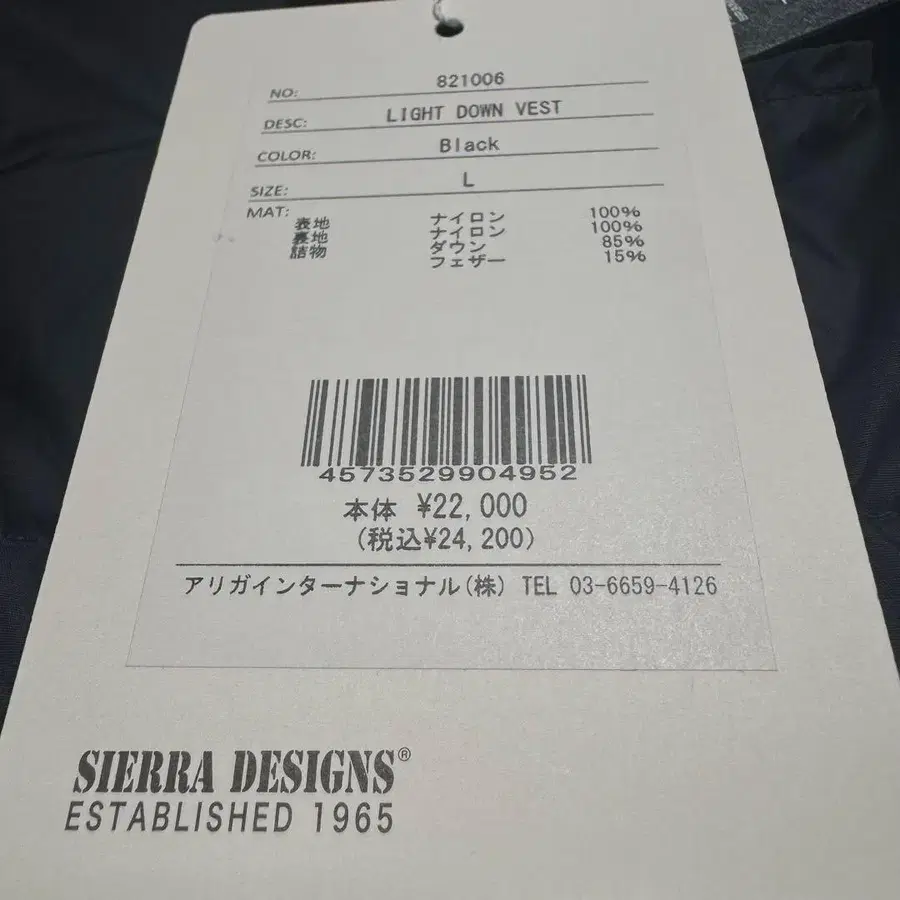 NO: 821006
DESC: LIGHT DOWN VEST
COLOR: Black
SIZE: L
MAT:
表地 ナイロン 100%
裏地 ナイロン 100%
詰物 ダウン 85%
フェザー 15%
4573529904952
本体 ¥22,000
(税込¥24,200)
アリガインターナショナル(株) TEL 03-6659-4126
SIERRA DESIGNS®
ESTABLISHED 1965